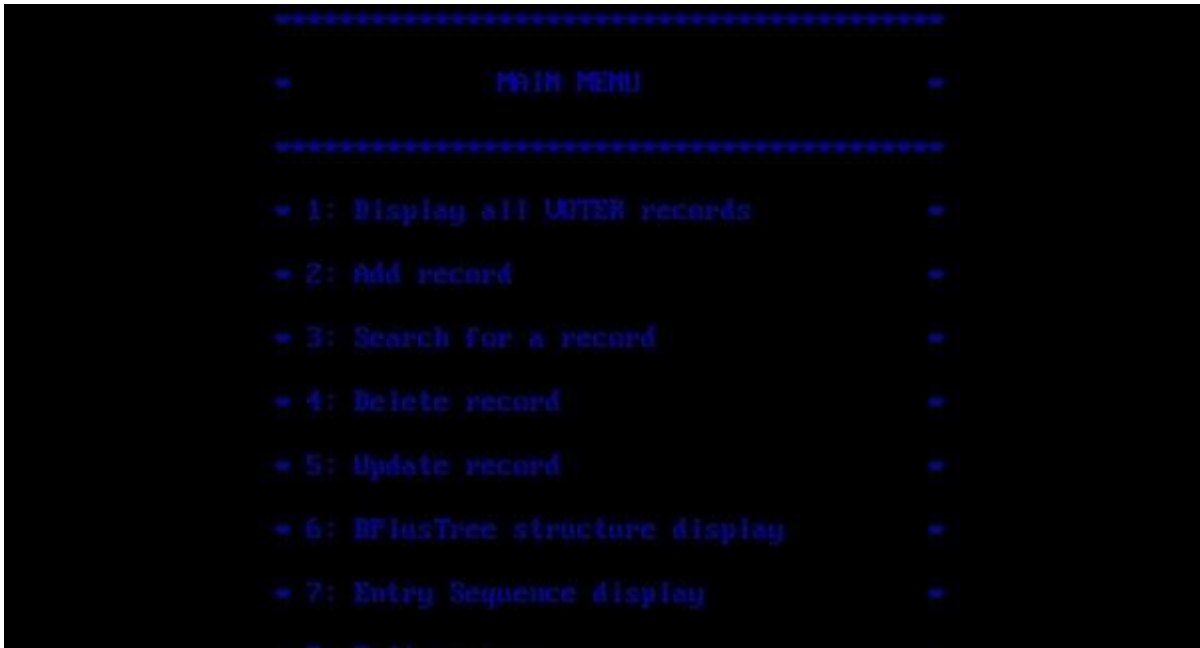 MAIN MENU
1: Display all VOTER records
2: Add record
3: Search for a record
4: Delete record
5: Update record
6: BPlusTree structure display
7: Entry Sequence display